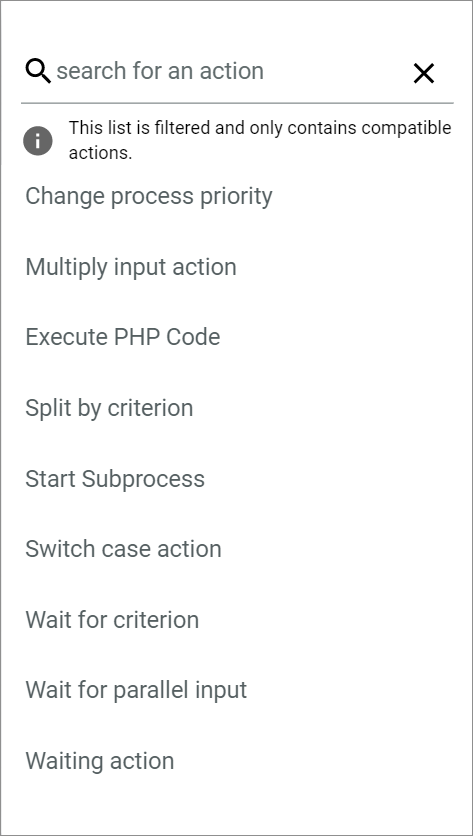 search for an action
This list is filtered and only contains compatible
actions.
Change process priority
Multiply input action
Execute PHP Code
Split by criterion
Start Subprocess
Switch case action
Wait for criterion
Wait for parallel input
Waiting action